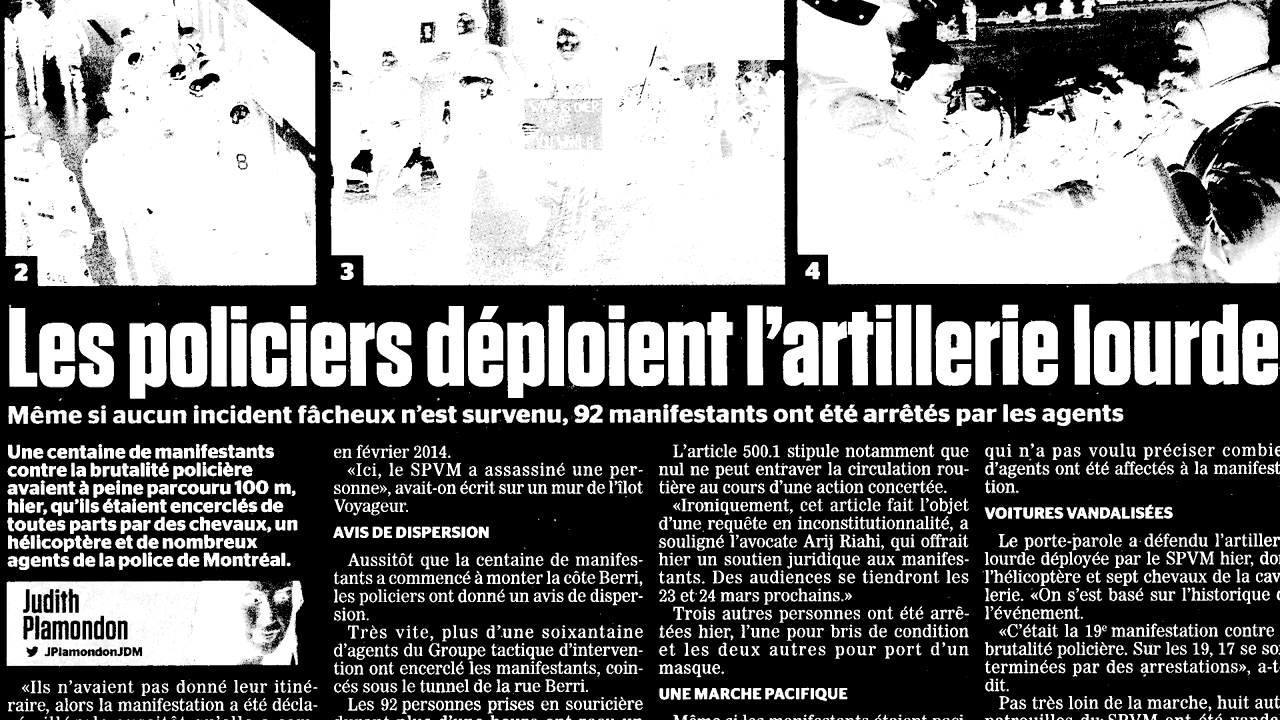 2
3
4
Les policiers déploient l'artillerie lourde
Même si aucun incident fâcheux n'est survenu, 92 manifestants ont été arrêtés par les agents
Une centaine de manifestants
contre la brutalité policière
avaient à peine parcouru 100 m,
hier, qu'ils étaient encerclés de
toutes parts par des chevaux, un
hélicoptère et de nombreux
agents de la police de Montréal.
Judith
Plamondon
JPlamondonJDM
«Ils n'avaient pas donné leur itiné-
raire, alors la manifestation a été décla-
en février 2014.
«Ici, le SPVM a assassiné une per-
sonne», avait-on écrit sur un mur de l'îlot
Voyageur.
AVIS DE DISPERSION
Aussitôt que la centaine de manifes-
tants a commencé à monter la côte Berri,
les policiers ont donné un avis de disper-
sion.
Très vite, plus d'une soixantaine
d'agents du Groupe tactique d'interven-
tion ont encerclé les manifestants, coin-
cés sous le tunnel de la rue Berri.
Les 92 personnes prises en souricière
L'article 500.1 stipule notamment que
nul ne peut entraver la circulation rou-
tière au cours d'une action concertée.
«Ironiquement, cet article fait l'objet
d'une requête en inconstitutionnalité, a
souligné l'avocate Arij Riahi, qui offrait
hier un soutien juridique aux manifes-
tants. Des audiences se tiendront les
23 et 24 mars prochains.»
Trois autres personnes ont été arrê-
tées hier, l'une pour bris de condition
et les deux autres pour port d'un
masque.
UNE MARCHE PACIFIQUE
Même si les manifestants étaient paci-
qui n'a pas voulu préciser combie
d'agents ont été affectés à la manifest
tion.
VOITURES VANDALISÉES
Le porte-parole a défendu l'artiller
lourde déployée par le SPVM hier, do
l'hélicoptère et sept chevaux de la cav
lerie. «On s'est basé sur l'historique
l'événement.
«C'était la 19e manifestation contre
brutalité policière. Sur les 19, 17 se so
terminées par des arrestations», a-t
dit.
Pas très loin de la marche, huit aut